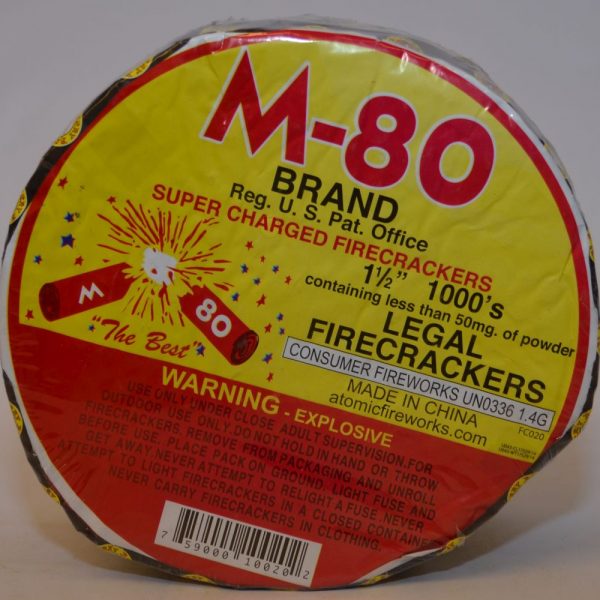 M-80
BRAND
Reg. U. S. Pat. Office
SUPER CHARGED FIRECRACKERS
1½” 1000's
containing less than 50mg. of powder
LEGAL
FIRECRACKERS
CONSUMER FIREWORKS UN0336 1.4G
MADE IN CHINA
atomicfireworks.com
FC020
M
80
"The Best"
WARNING - EXPLOSIVE
USE ONLY UNDER CLOSE ADULT SUPERVISION.FOR
OUTDOOR USE ONLY.DO NOT HOLD IN HAND OR THROW
FIRECRACKERS. REMOVE FROM PACKAGING AND UNROLL
BEFORE USE. PLACE PACK ON GROUND, LIGHT FUSE AND
GET AWAY.NEVER ATTEMPT TO RELIGHT A FUSE .NEVER
ATTEMPT TO LIGHT FIRECRACKERS IN A CLOSED CONTAINER
NEVER CARRY FIRECRACKERS IN CLOTHING.
7 59000 10020 2